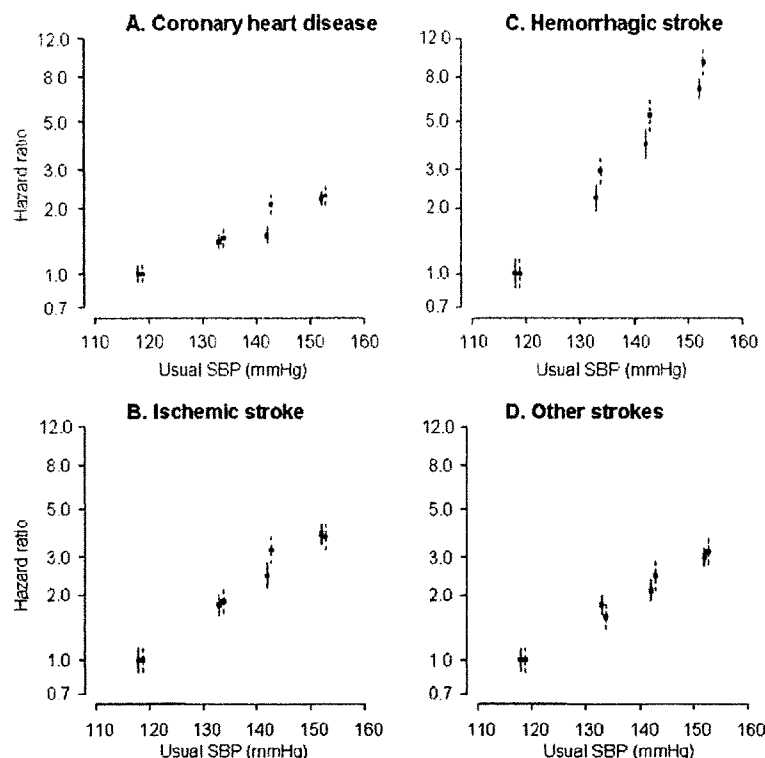 A. Coronary heart disease
12.0
8.0
5.0
3.0
2.0
1.0
0.7
Hazard ratio
110 120 130 140 150 160
Usual SBP (mmHg)
C. Hemorrhagic stroke
12.0
8.0
5.0
3.0
2.0
1.0
0.7
110 120 130 140 150 160
Usual SBP (mmHg)
B. Ischemic stroke
12.0
8.0
5.0
3.0
2.0
1.0
0.7
Hazard ratio
110 120 130 140 150 160
Usual SBP (mmHg)
D. Other strokes
12.0
8.0
5.0
3.0
2.0
1.0
0.7
110 120 130 140 150 160
Usual SBP (mmHg)